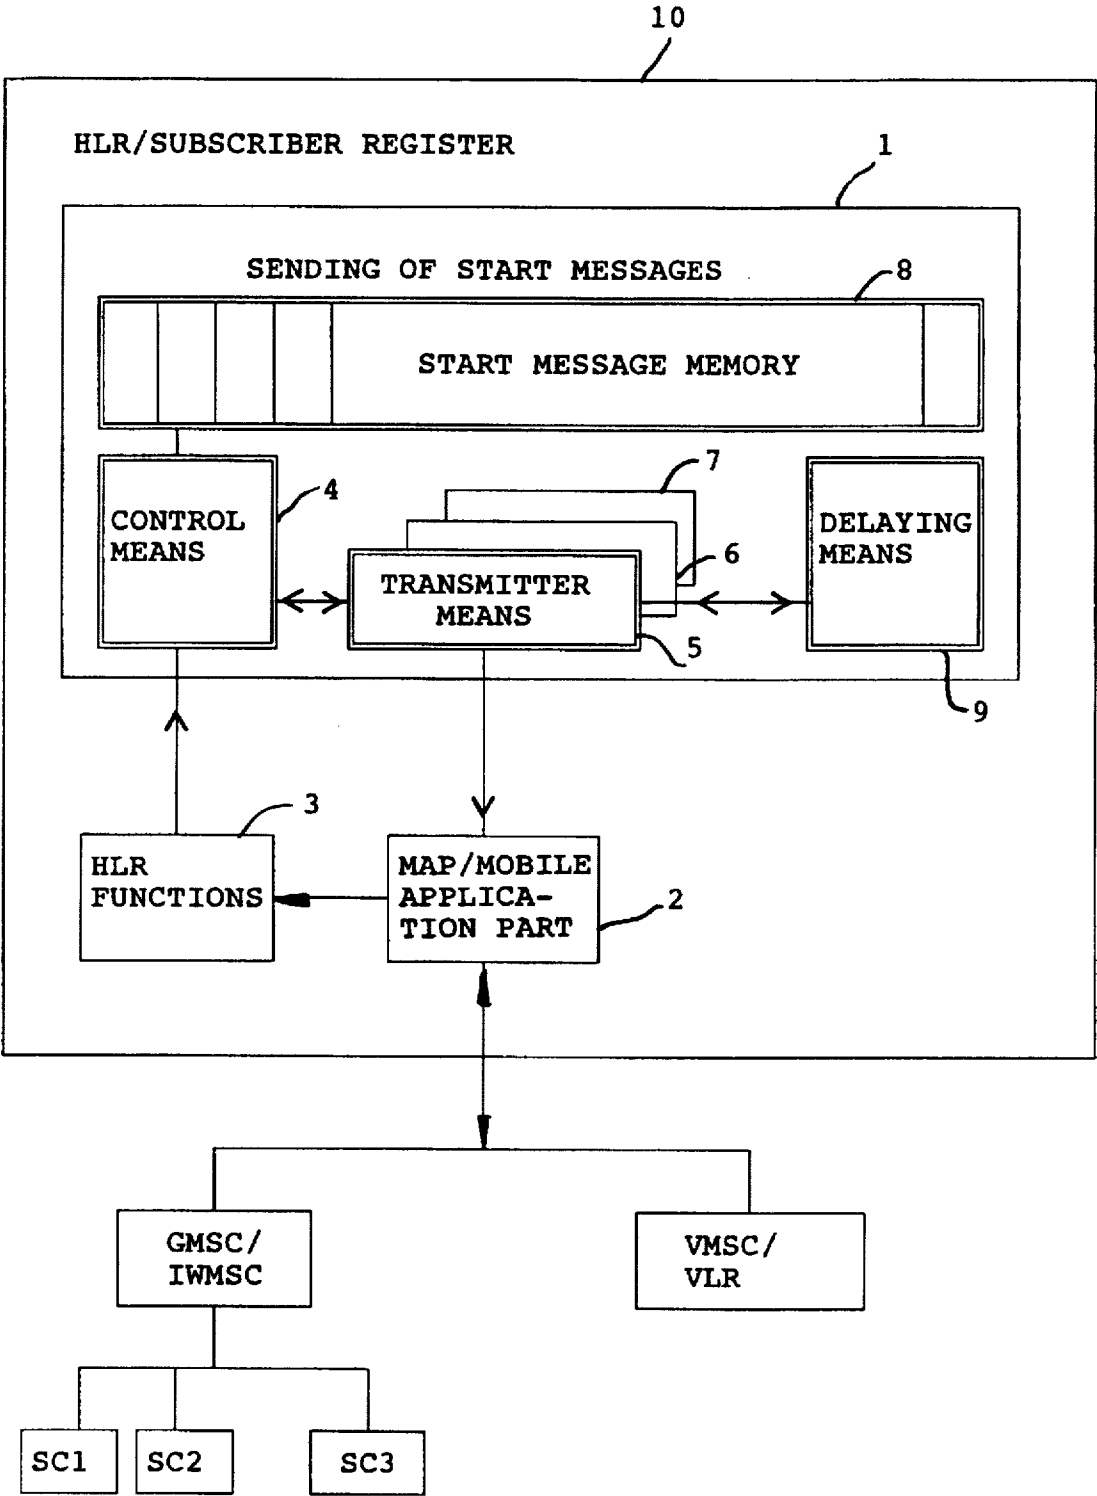 10
HLR/SUBSCRIBER REGISTER
1
SENDING OF START MESSAGES
8
START MESSAGE MEMORY
7
4
CONTROL
MEANS
DELAYING
MEANS
6
TRANSMITTER
MEANS
5
9
3
HLR
FUNCTIONS
MAP/MOBILE
APPLICA-
TION PART
2
GMSC/
IWMSC
VMSC/
VLR
SC1
SC2
SC3